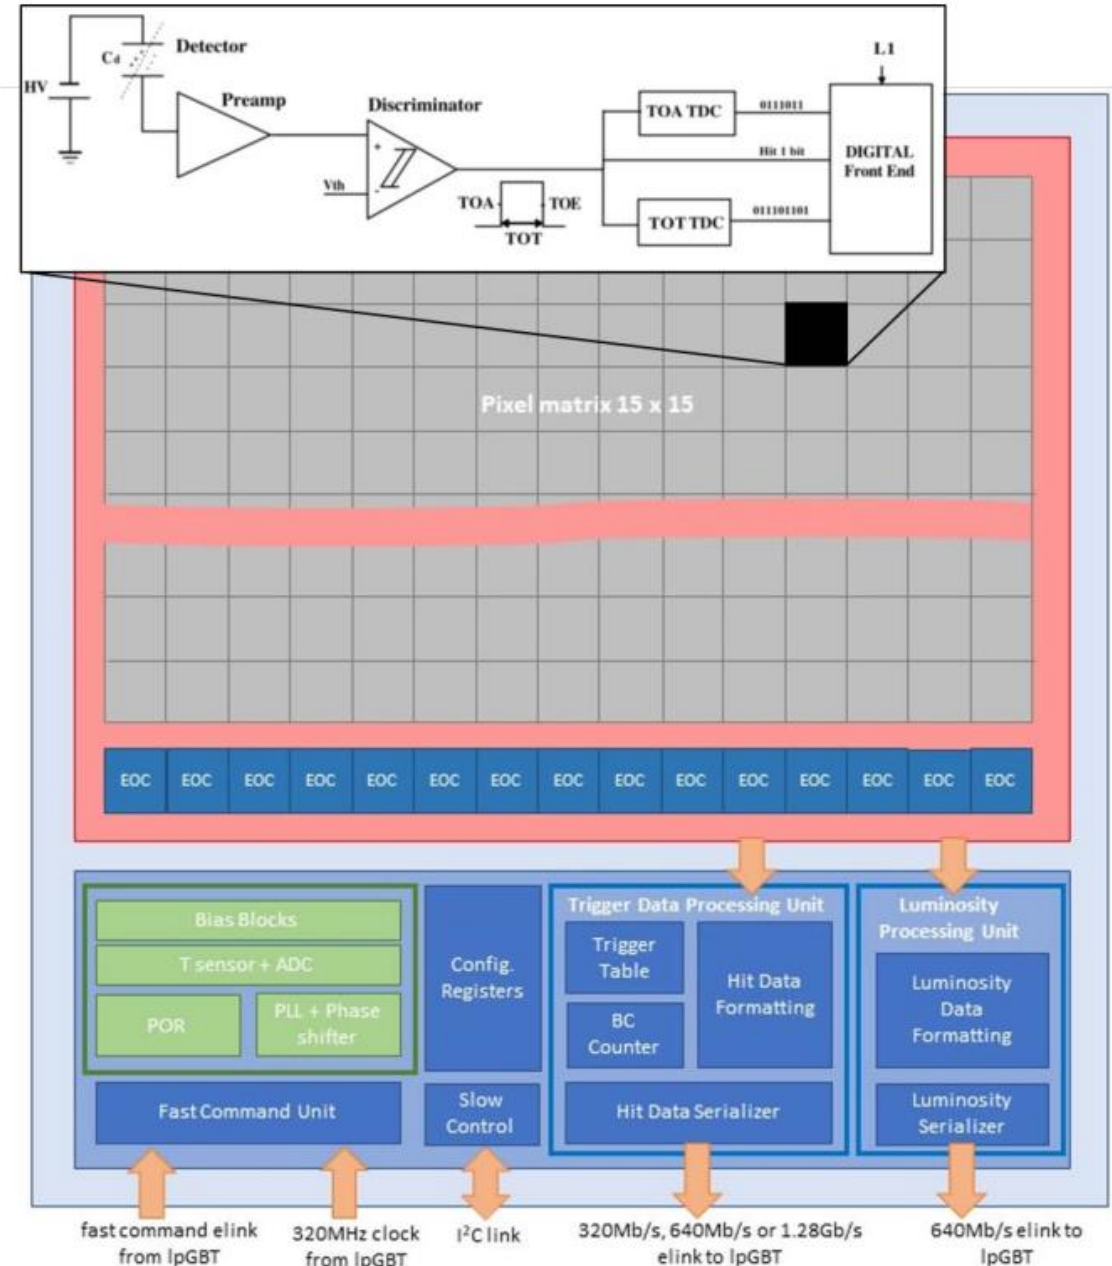 L1
Detector
Cd
HV
Preamp
Discriminator
TOA TDC
0111011
+
Hit 1 bit
DIGITAL
Front End
Vth
-
TOA
TOE
TOT
TOT TDC
011101101
Pixel matrix 15 x 15
EOC EOC EOC EOC EOC EOC EOC EOC EOC EOC EOC EOC EOC EOC EOC
Bias Blocks
T sensor + ADC
POR
PLL + Phase
shifter
Fast Command Unit
Config.
Registers
Slow
Control
Trigger Data Processing Unit
Trigger
Table
BC
Counter
Hit Data
Formatting
Hit Data Serializer
Luminosity
Processing Unit
Luminosity
Data
Formatting
Luminosity
Serializer
fast command elink
from lpGBT
320MHz clock
from lpGBT
I²C link
320Mb/s, 640Mb/s or 1.28Gb/s
elink to lpGBT
640Mb/s elink to
lpGBT